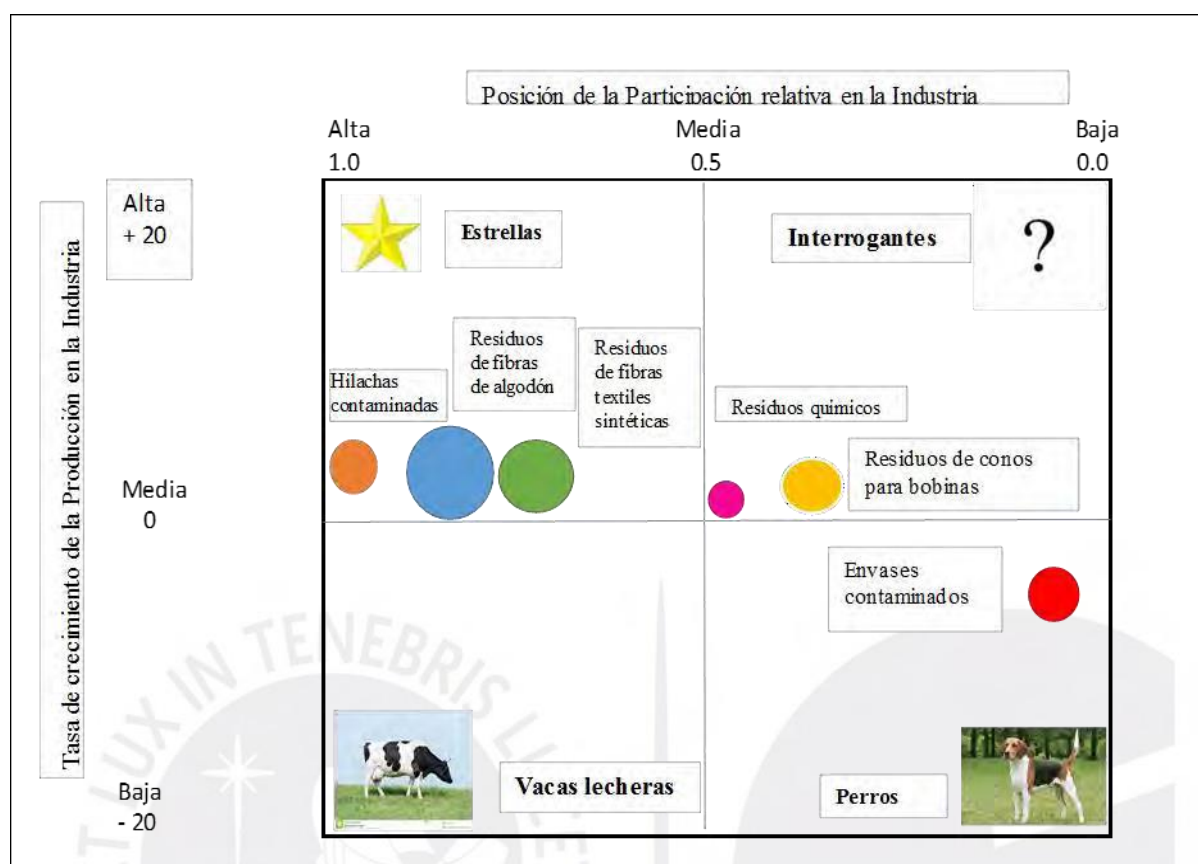 Posición de la Participación relativa en la Industria
Alta
Media
Baja
1.0
0.5
0.0
Tasa de crecimiento de la Producción en la Industria
Alta
+ 20
Estrellas
Interrogantes
?
Hilachas
contaminadas
Residuos
de fibras
de algodón
Residuos
de fibras
textiles
sintéticas
Residuos quimicos
Residuos de conos
para bobinas
Media
0
Envases
contaminados
LUX IN TENEBRIS
Vacas lecheras
Perros
Baja
- 20